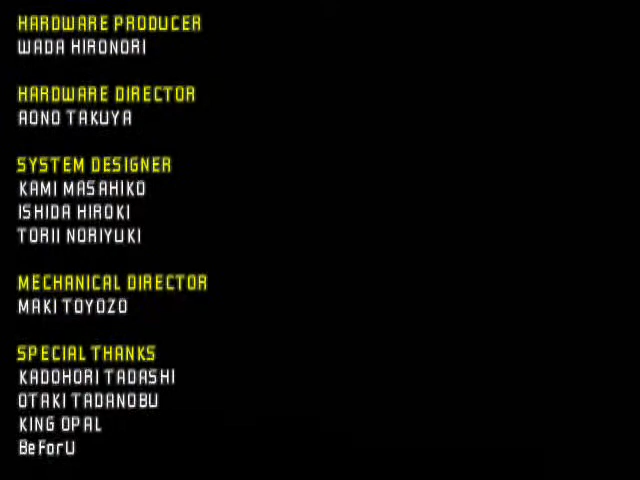 HARDWARE PRODUCER
WADA HIRONORI
HARDWARE DIRECTOR
AONO TAKUYA
SYSTEM DESIGNER
KAMI MASAHIKO
ISHIDA HIROKI
TORII NORIYUKI
MECHANICAL DIRECTOR
MAKI TOYOZO
SPECIAL THANKS
KADOHORI TADASHI
OTAKI TADANOBU
KING OPAL
BeForU